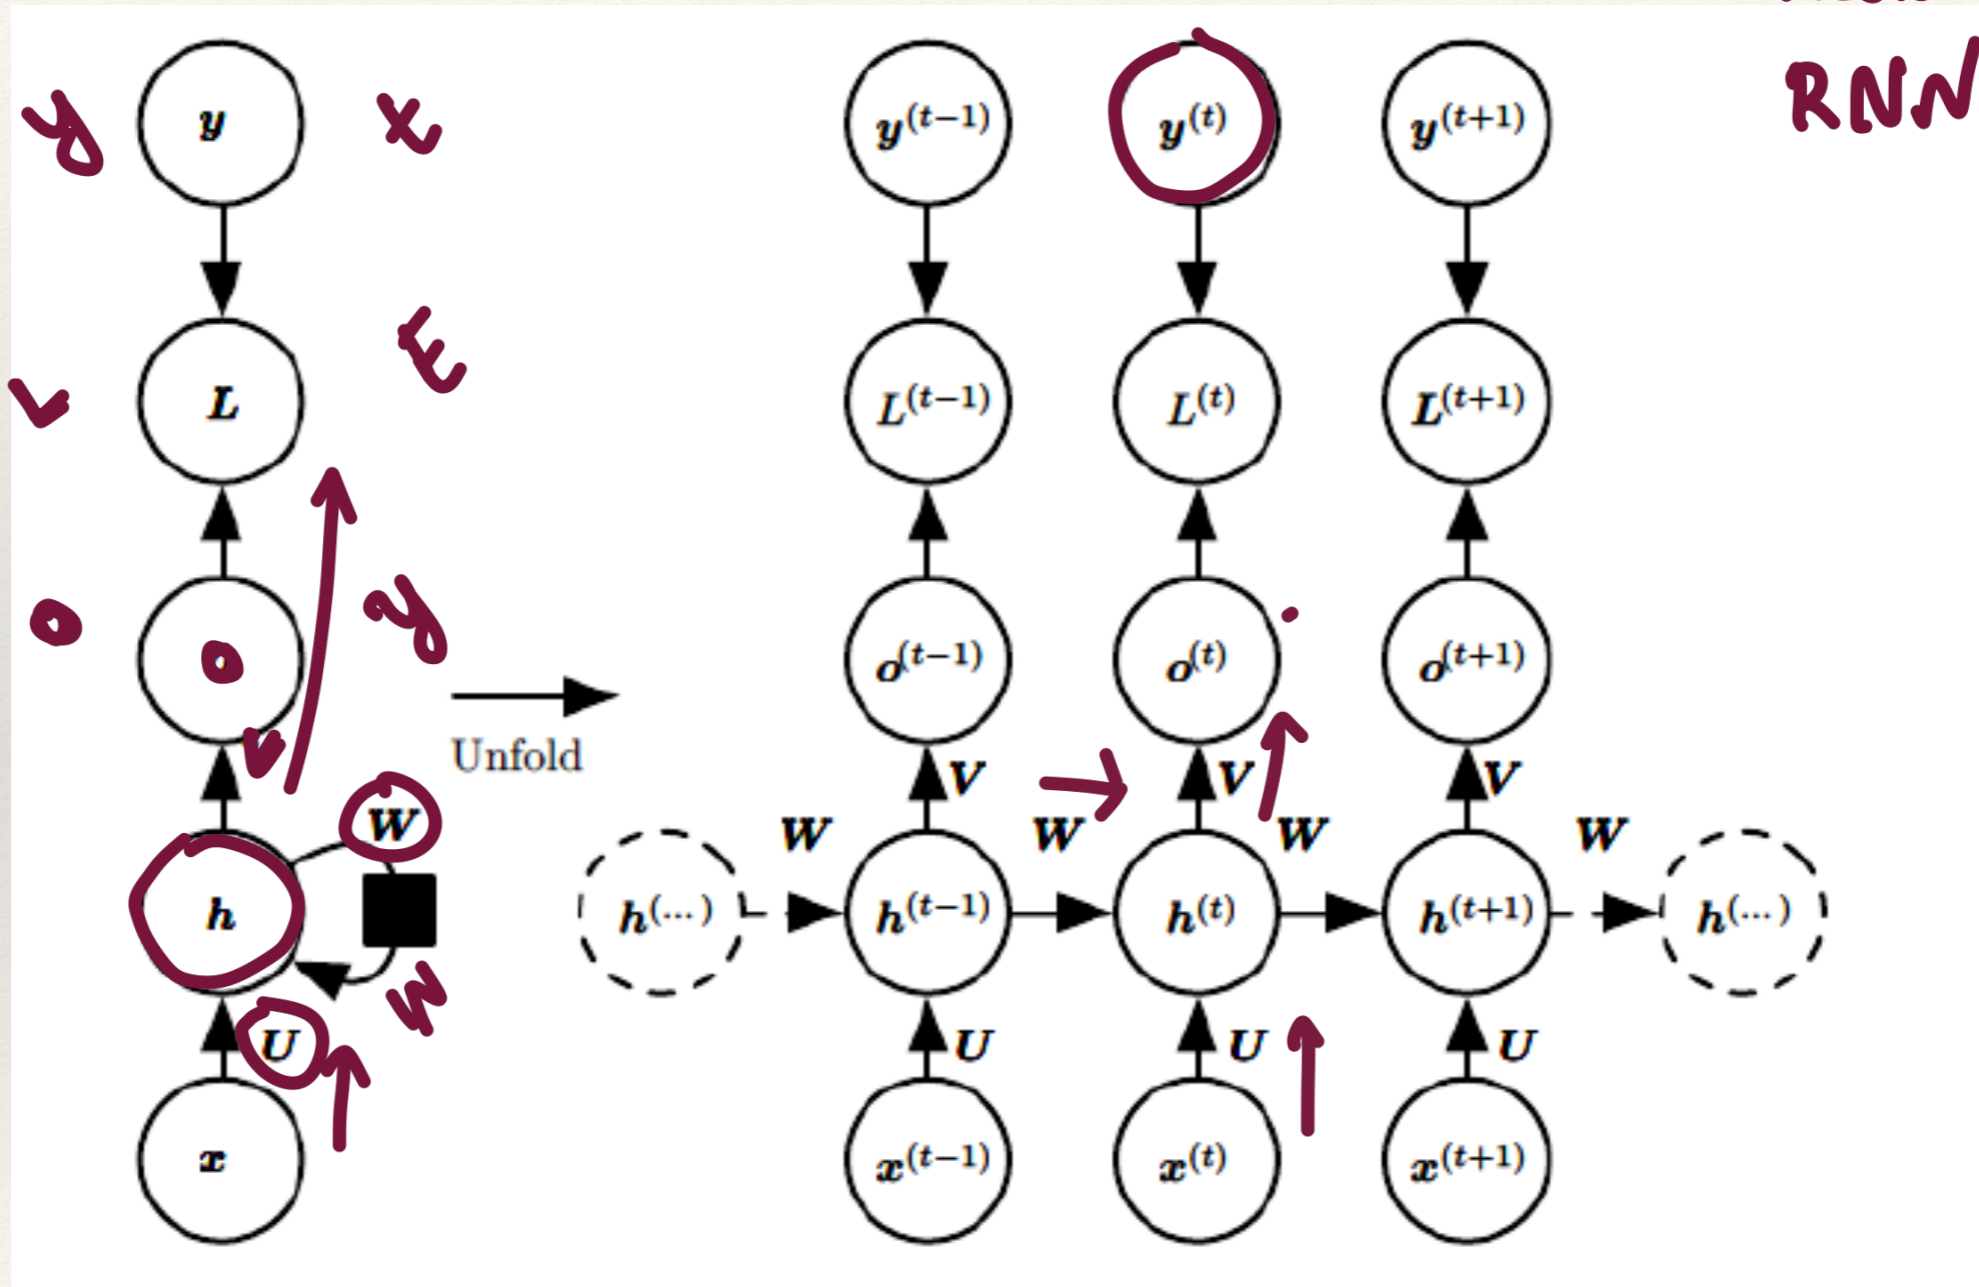 RNN
y y x y^(t−1) y^(t) y^(t+1)
L L t L^(t−1) L^(t) L^(t+1)
o o y o^(t−1) o^(t) o^(t+1)
Unfold
V V V V
W W W W W
h h^(...) h^(t−1) h^(t) h^(t+1) h^(...)
W
U U U U
x x^(t−1) x^(t) x^(t+1)